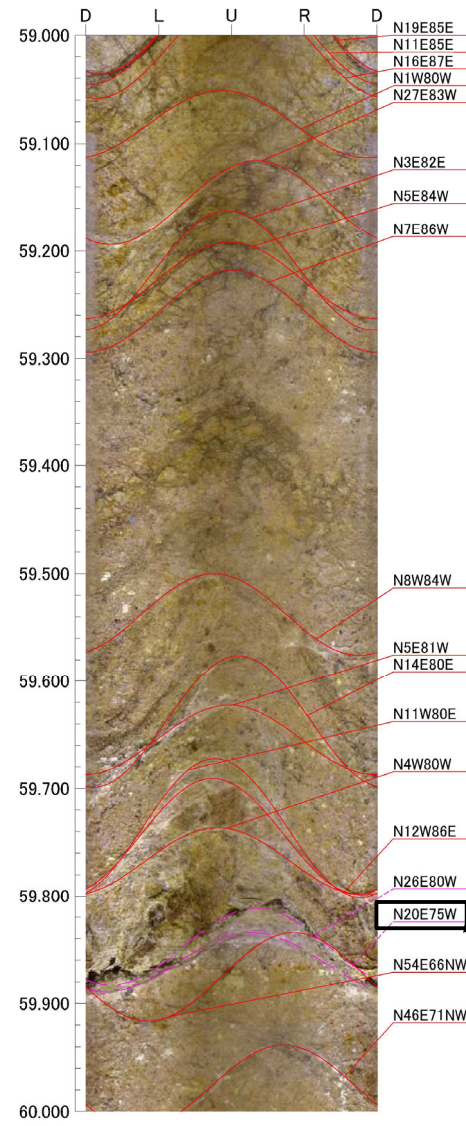 D L U R D
59.000
59.100
59.200
59.300
59.400
59.500
59.600
59.700
59.800
59.900
60.000
N19E85E
N11E85E
N16E87E
N1W80W
N27E83W
N3E82E
N5E84W
N7E86W
N8W84W
N5E81W
N14E80E
N11W80E
N4W80W
N12W86E
N26E80W
N20E75W
N54E66NW
N46E71NW